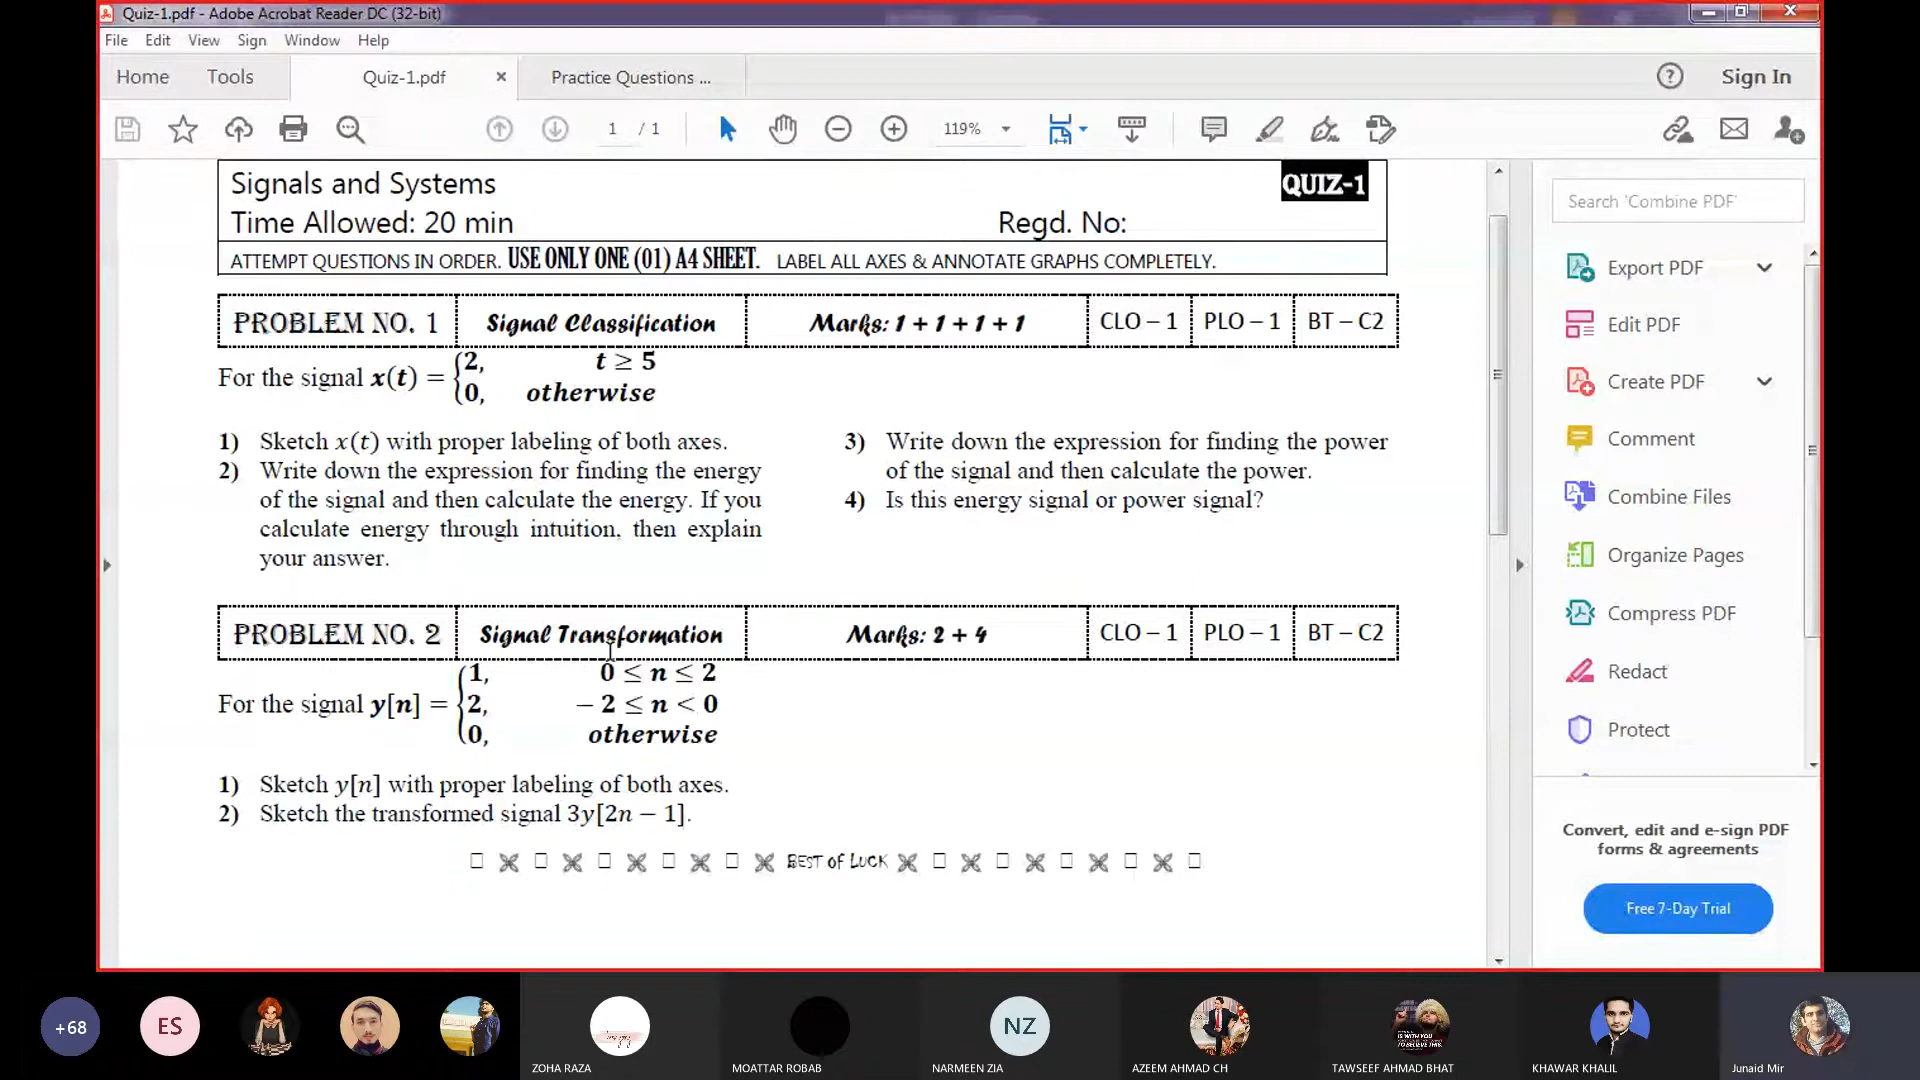 Quiz-1.pdf - Adobe Acrobat Reader DC (32-bit)
File Edit View Sign Window Help
Home Tools Quiz-1.pdf × Practice Questions ... ? Sign In
1 / 1 119%
Signals and Systems QUIZ-1
Time Allowed: 20 min Regd. No:
ATTEMPT QUESTIONS IN ORDER. USE ONLY ONE (01) A4 SHEET. LABEL ALL AXES & ANNOTATE GRAPHS COMPLETELY.
PROBLEM NO. 1 Signal Classification Marks: 1 + 1 + 1 + 1 CLO – 1 PLO – 1 BT – C2
For the signal x(t) = {2, t ≥ 5
0, otherwise
1) Sketch x(t) with proper labeling of both axes.
2) Write down the expression for finding the energy
of the signal and then calculate the energy. If you
calculate energy through intuition, then explain
your answer.
3) Write down the expression for finding the power
of the signal and then calculate the power.
4) Is this energy signal or power signal?
PROBLEM NO. 2 Signal Transformation Marks: 2 + 4 CLO – 1 PLO – 1 BT – C2
For the signal y[n] = {1, 0 ≤ n ≤ 2
2, − 2 ≤ n < 0
0, otherwise
1) Sketch y[n] with proper labeling of both axes.
2) Sketch the transformed signal 3y[2n − 1].
BEST OF LUCK
Search 'Combine PDF'
Export PDF
Edit PDF
Create PDF
Comment
Combine Files
Organize Pages
Compress PDF
Redact
Protect
Convert, edit and e-sign PDF
forms & agreements
Free 7-Day Trial
+68 ES NZ
ZOHA RAZA MOATTAR ROBAB NARMEEN ZIA AZEEM AHMAD CH TAWSEEF AHMAD BHAT KHAWAR KHALIL Junaid Mir